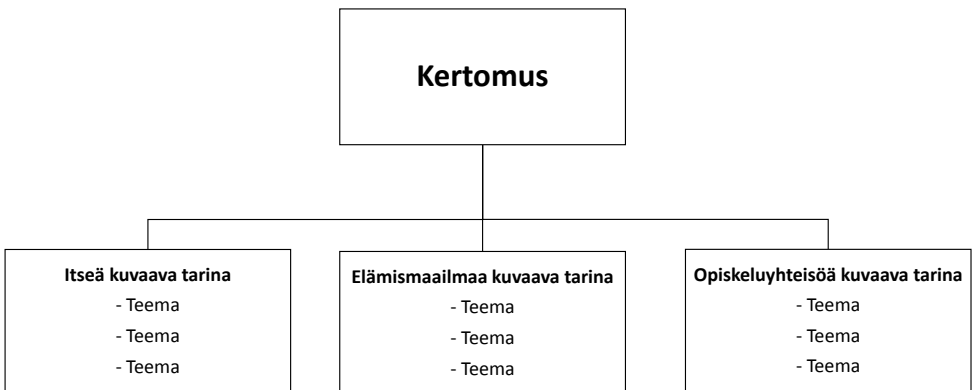 Kertomus
Itseä kuvaava tarina
- Teema
- Teema
- Teema
Elämismaailmaa kuvaava tarina
- Teema
- Teema
- Teema
Opiskeluyhteisöä kuvaava tarina
- Teema
- Teema
- Teema